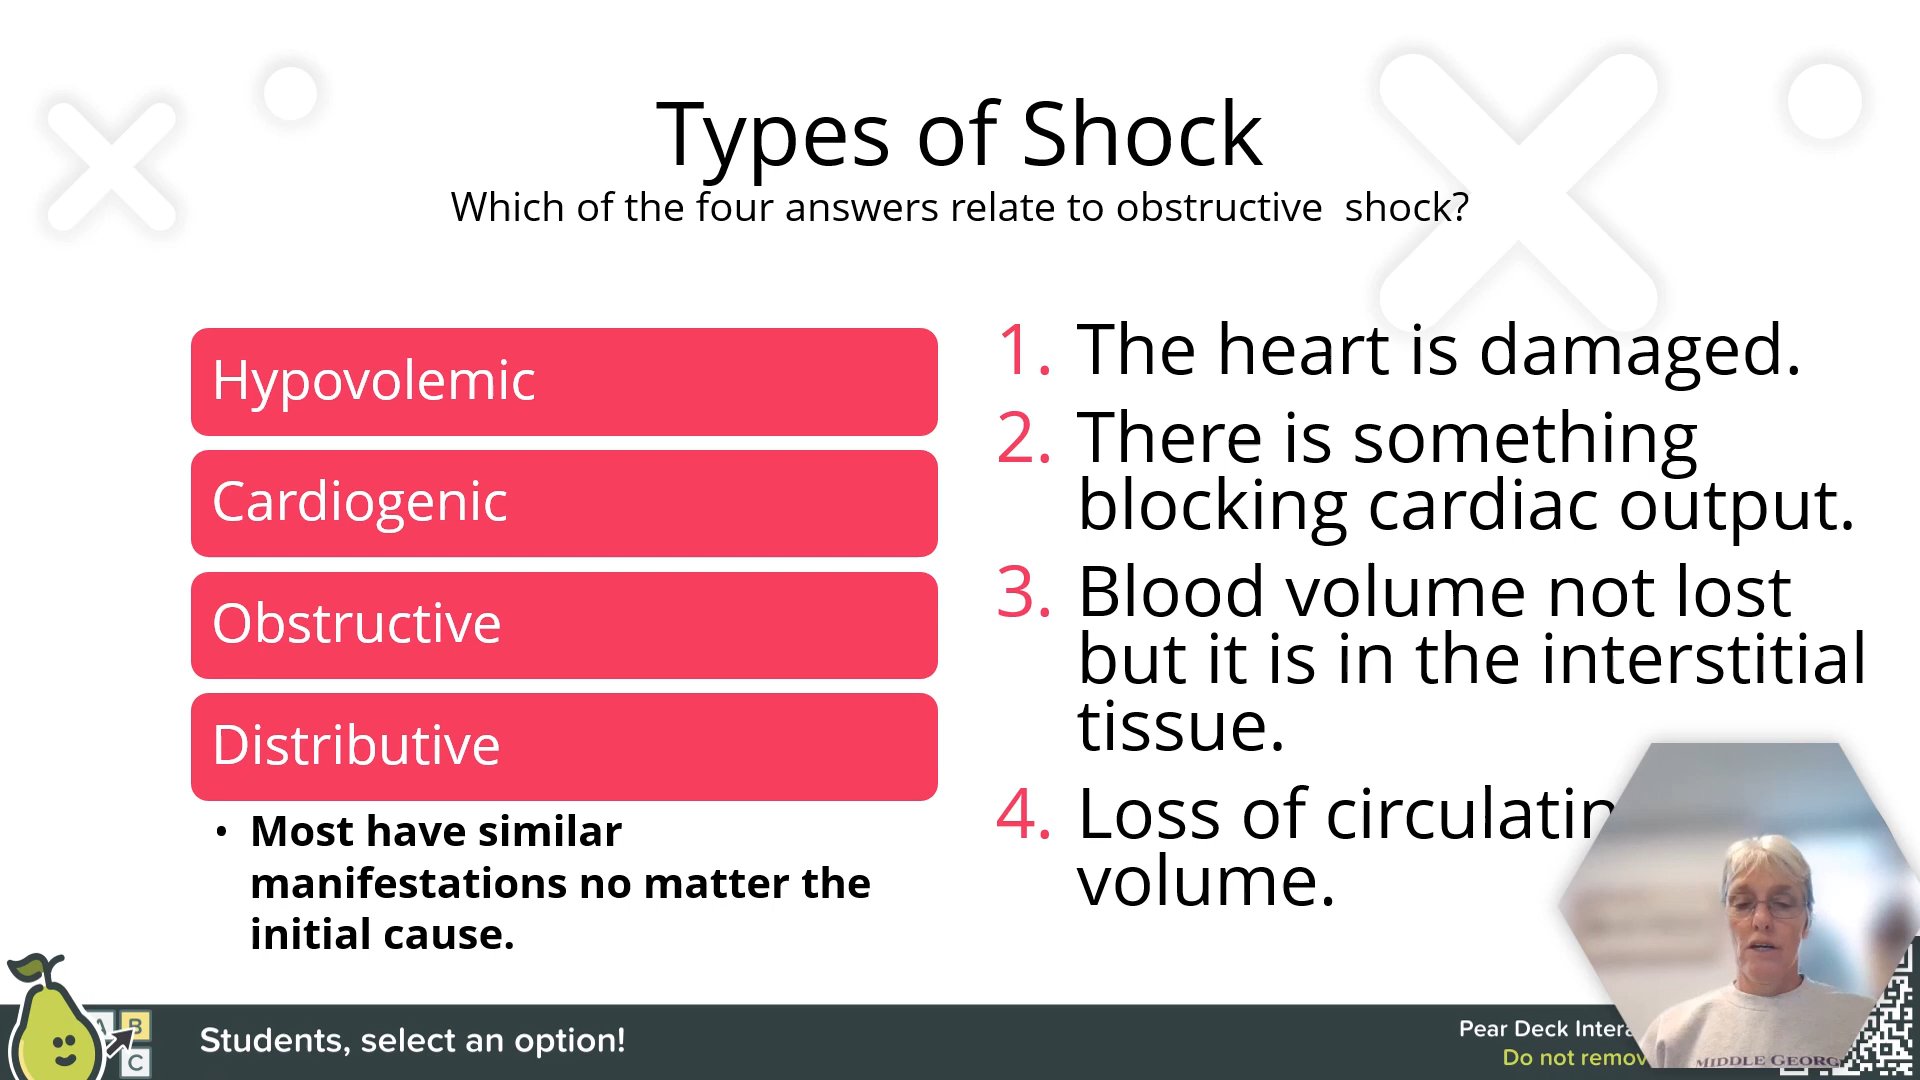 Types of Shock
Which of the four answers relate to obstructive shock?
Hypovolemic
Cardiogenic
Obstructive
Distributive
• Most have similar
manifestations no matter the
initial cause.
1. The heart is damaged.
2. There is something
blocking cardiac output.
3. Blood volume not lost
but it is in the interstitial
tissue.
4. Loss of
volume.
A B
C
Students, select an option!
Pear Deck
Do not
MIDDLE